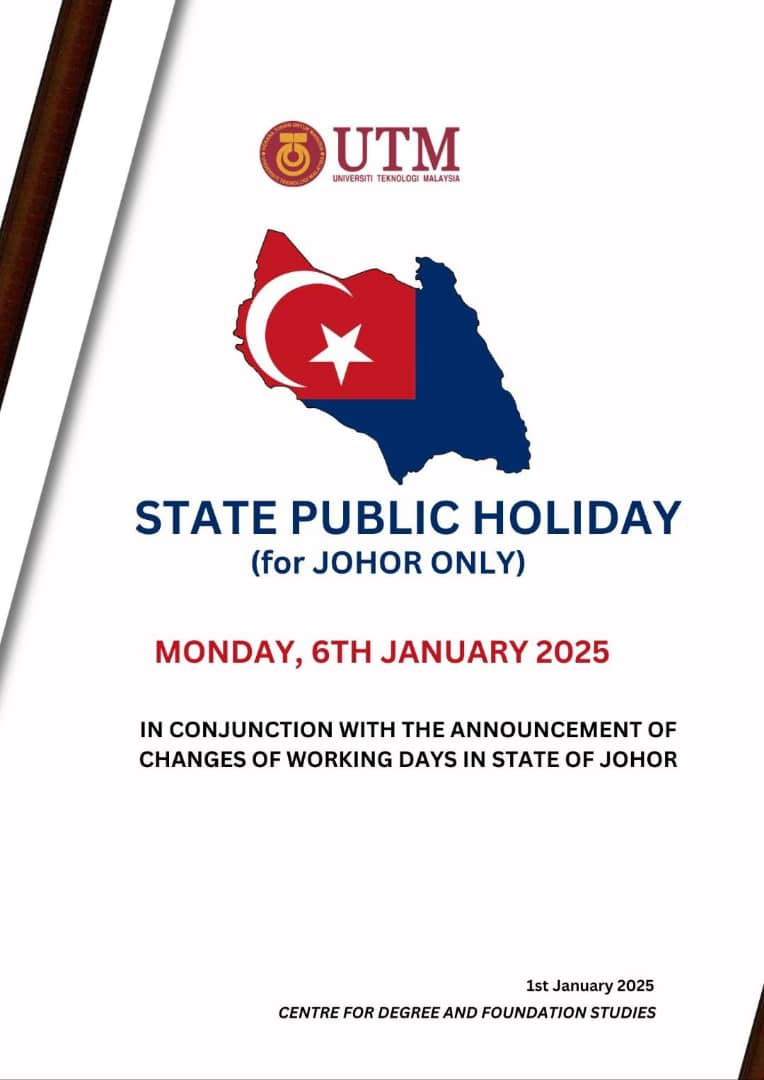 UTM
UNIVERSITI TEKNOLOGI MALAYSIA
STATE PUBLIC HOLIDAY
(for JOHOR ONLY)
MONDAY, 6TH JANUARY 2025
IN CONJUNCTION WITH THE ANNOUNCEMENT OF
CHANGES OF WORKING DAYS IN STATE OF JOHOR
1st January 2025
CENTRE FOR DEGREE AND FOUNDATION STUDIES